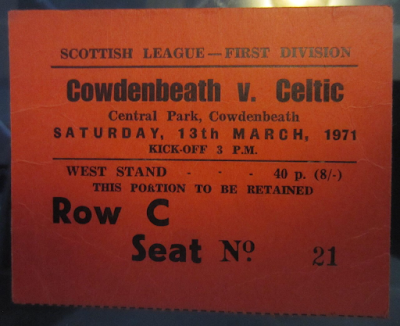 SCOTTISH LEAGUE — FIRST DIVISION
Cowdenbeath v. Celtic
Central Park, Cowdenbeath
SATURDAY, 13th MARCH, 1971
KICK-OFF 3 P.M.
WEST STAND - - - 40 p. (8/-)
THIS PORTION TO BE RETAINED
Row C
Seat No. 21